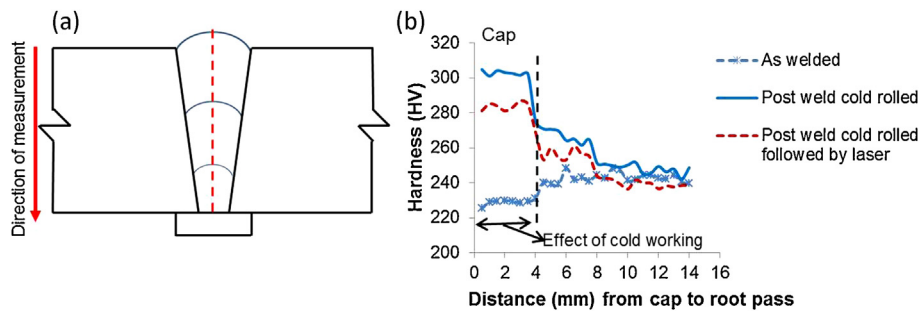 (a)
Direction of measurement
(b)
Cap
Hardness (HV)
320
300
280
260
240
220
200
0 2 4 6 8 10 12 14 16
Effect of cold working
Distance (mm) from cap to root pass
As welded
Post weld cold rolled
Post weld cold rolled
followed by laser